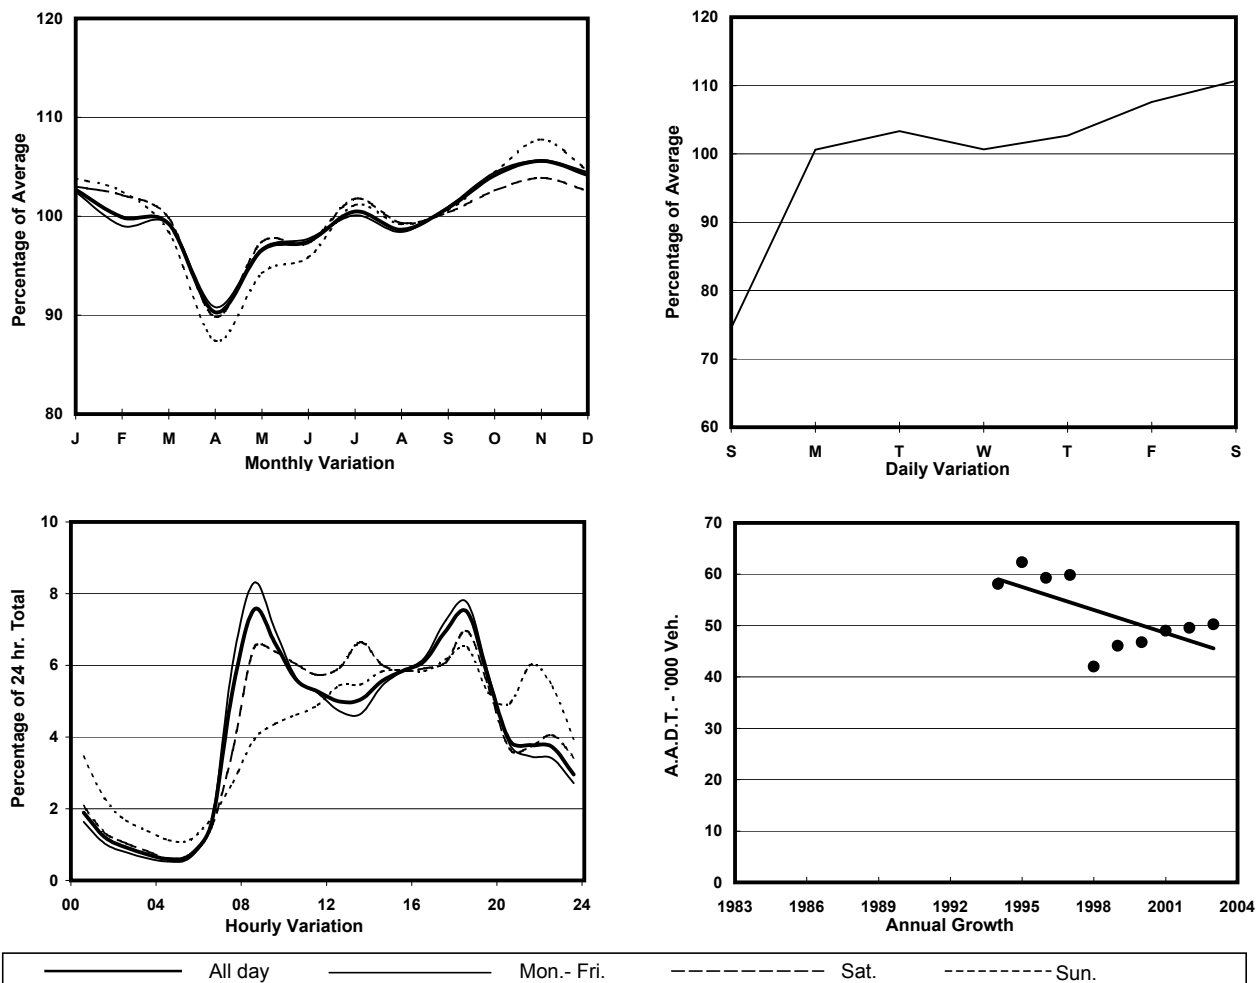 120
110
100
90
80
Percentage of Average
J F M A M J J A S O N D
Monthly Variation
120
110
100
90
80
70
60
Percentage of Average
S M T W T F S
Daily Variation
10
8
6
4
2
0
Percentage of 24 hr. Total
00 04 08 12 16 20 24
Hourly Variation
70
60
50
40
30
20
10
0
A.A.D.T. - '000 Veh.
1983 1986 1989 1992 1995 1998 2001 2004
Annual Growth
All day Mon.- Fri. Sat. Sun.